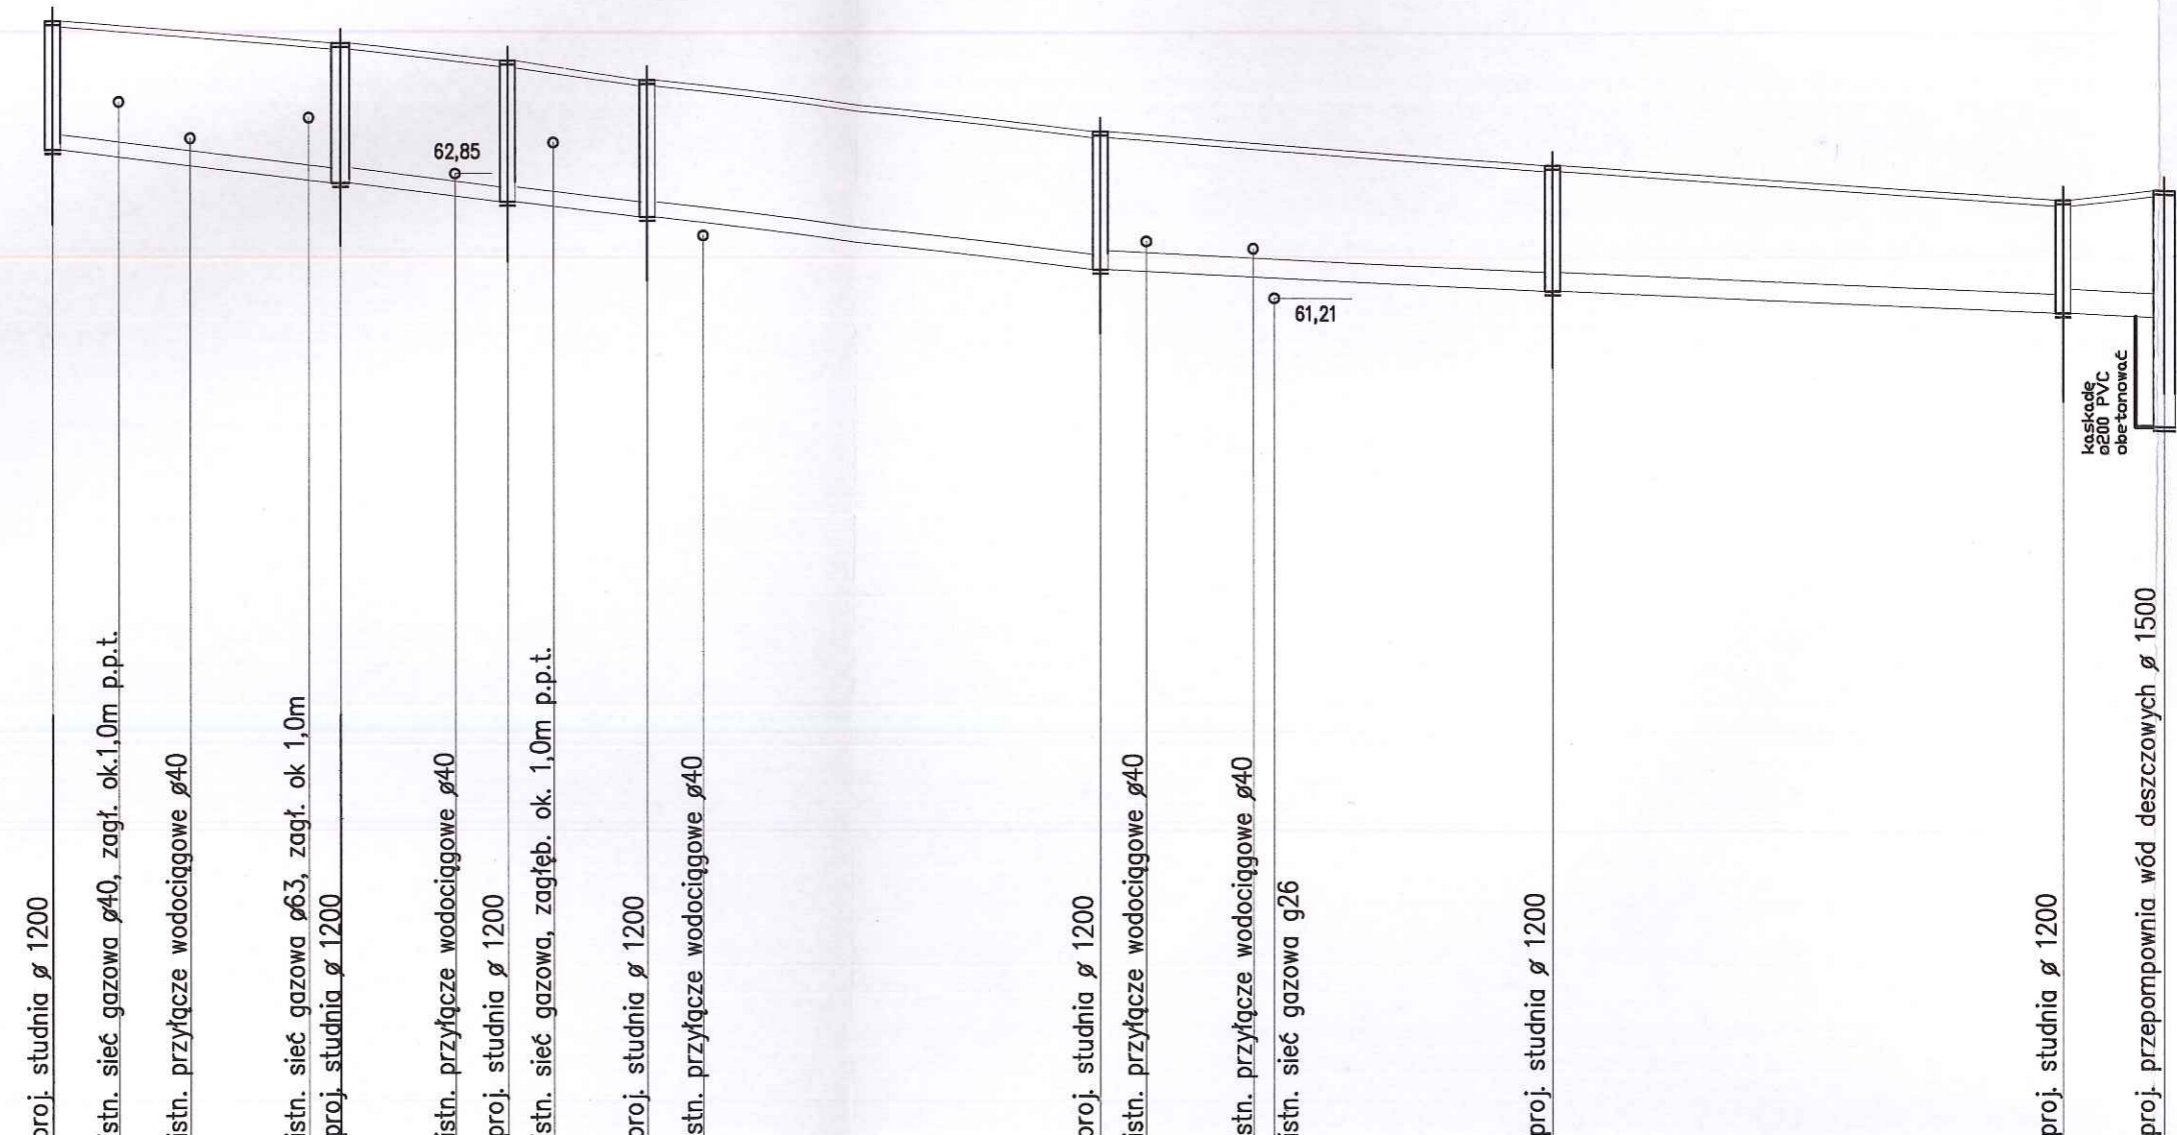 62,85
61,21
kaskadę
ø200 PVC
obetonować
proj. studnia ø 1200
istn. sieć gazowa ø40, zagł. ok.1,0m p.p.t.
istn. przyłącze wodociągowe ø40
istn. sieć gazowa ø63, zagł. ok 1,0m
proj. studnia ø 1200
istn. przyłącze wodociągowe ø40
proj. studnia ø 1200
istn. sieć gazowa, zagłęb. ok. 1,0m p.p.t.
proj. studnia ø 1200
istn. przyłącze wodociągowe ø40
proj. studnia ø 1200
istn. przyłącze wodociągowe ø40
istn. przyłącze wodociągowe ø40
istn. sieć gazowa g26
proj. studnia ø 1200
proj. studnia ø 1200
proj. przepompownia wód deszczowych ø 1500